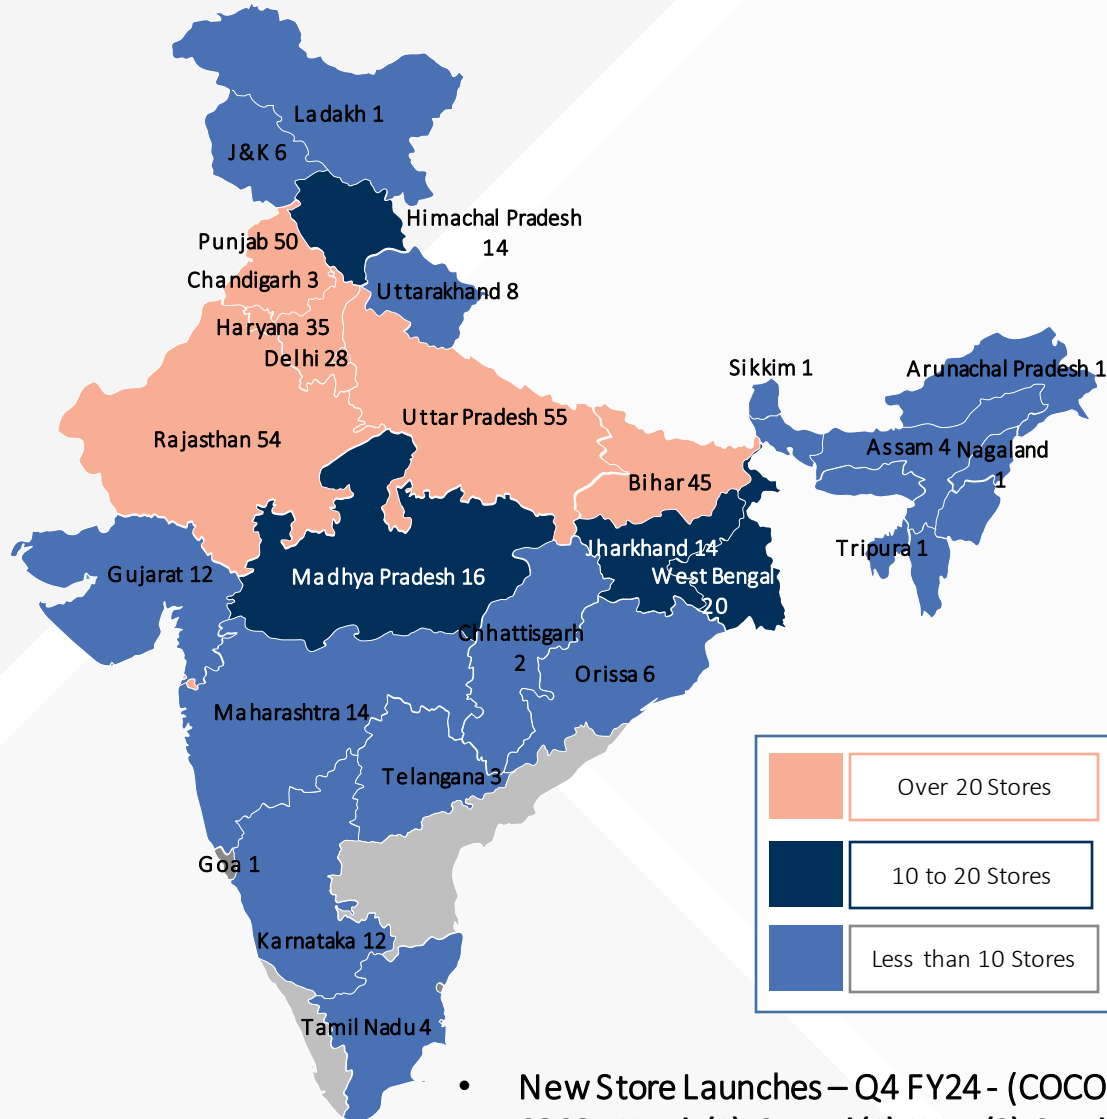 Ladakh 1
J&K 6
Himachal Pradesh
14
Punjab 50
Chandigarh 3
Uttarakhand 8
Haryana 35
Delhi 28
Sikkim 1
Arunachal Pradesh 1
Uttar Pradesh 55
Rajasthan 54
Assam 4
Nagaland
1
Bihar 45
Tripura 1
Jharkhand 14
Gujarat 12
Madhya Pradesh 16
West Bengal
20
Chhattisgarh
2
Orissa 6
Maharashtra 14
Telangana 3
Over 20 Stores
Goa 1
10 to 20 Stores
Karnataka 12
Less than 10 Stores
Tamil Nadu 4
• New Store Launches – Q4 FY24 - (COCO